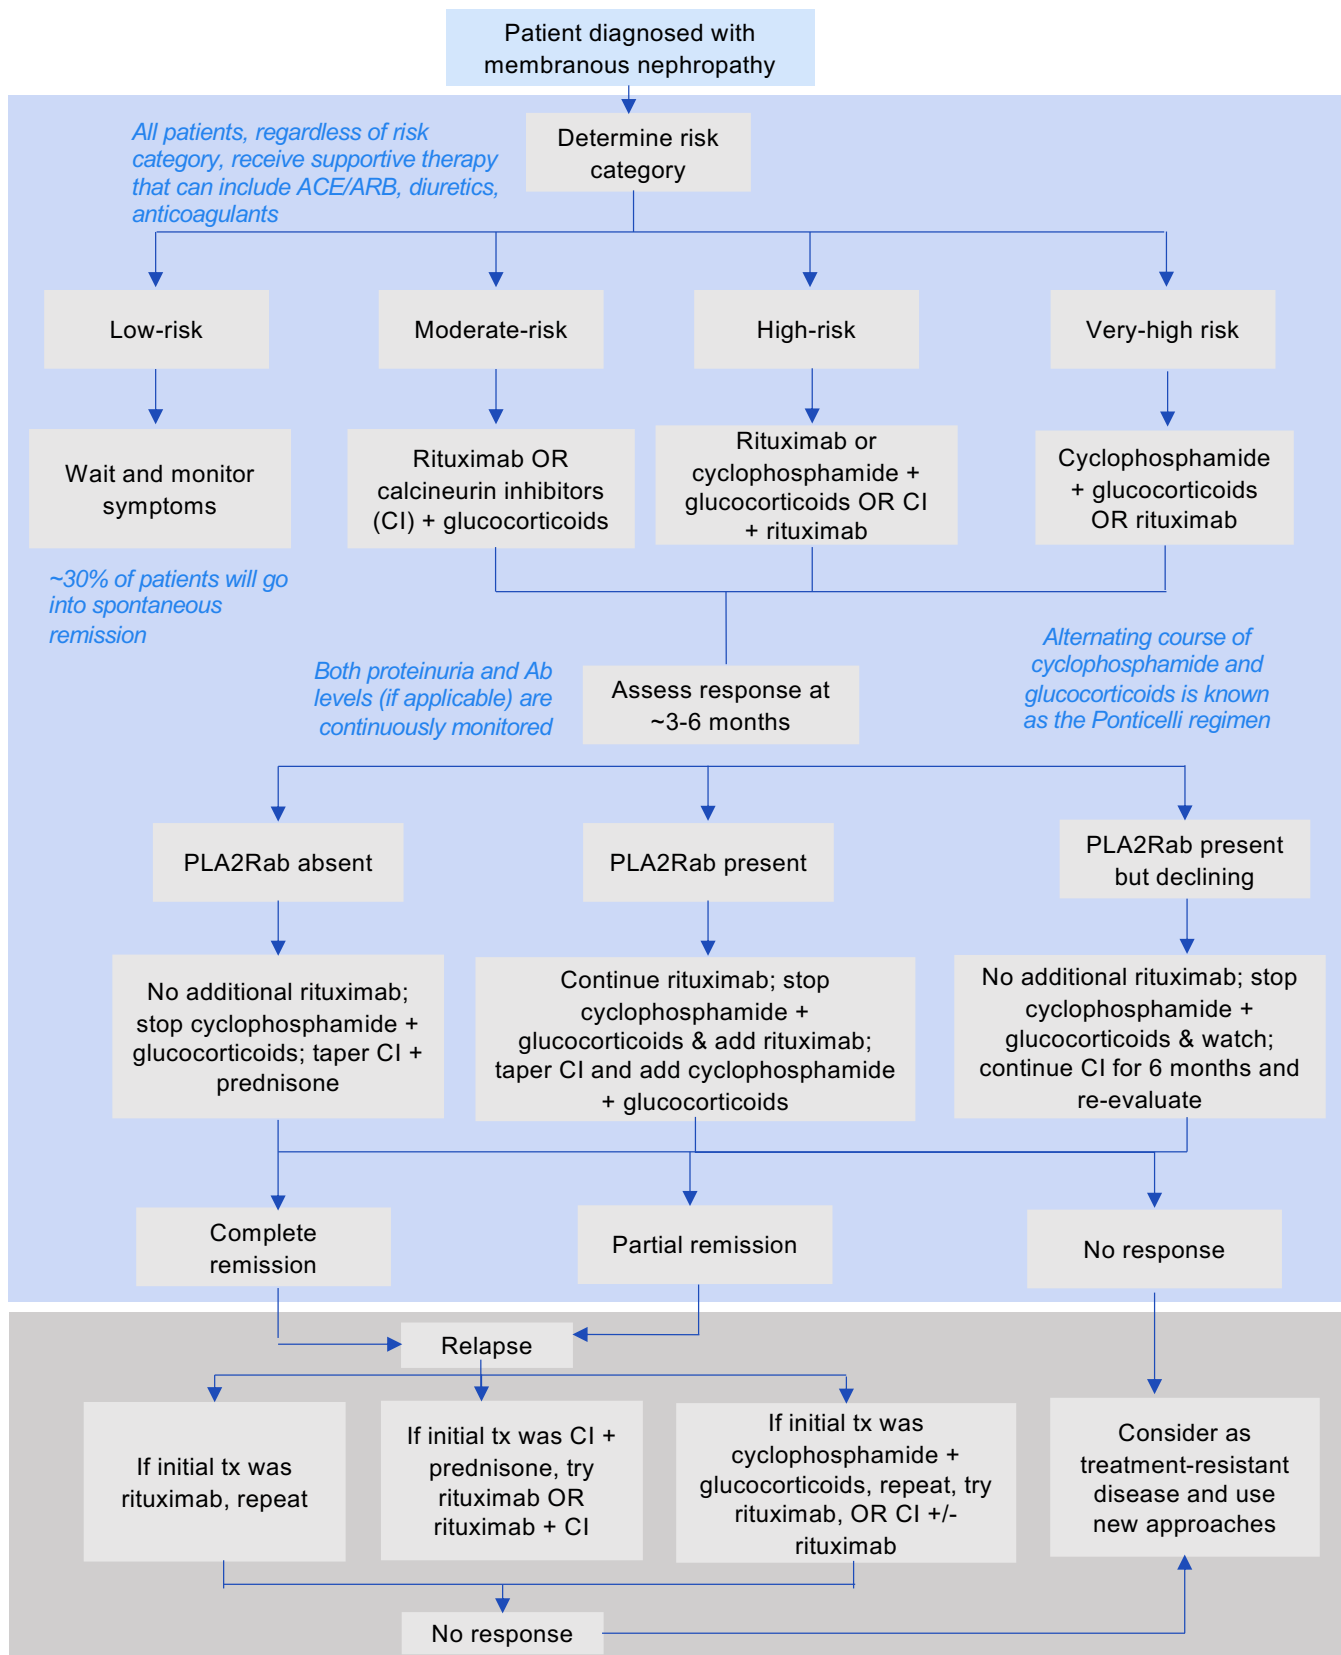 Patient diagnosed with
membranous nephropathy
All patients, regardless of risk
category, receive supportive therapy
that can include ACE/ARB, diuretics,
anticoagulants
Determine risk
category
Low-risk
Moderate-risk
High-risk
Very-high risk
Wait and monitor
symptoms
Rituximab OR
calcineurin inhibitors
(CI) + glucocorticoids
Rituximab or
cyclophosphamide +
glucocorticoids OR CI
+ rituximab
Cyclophosphamide
+ glucocorticoids
OR rituximab
~30% of patients will go
into spontaneous
remission
Both proteinuria and Ab
levels (if applicable) are
continuously monitored
Assess response at
~3-6 months
Alternating course of
cyclophosphamide and
glucocorticoids is known
as the Ponticelli regimen
PLA2Rab absent
PLA2Rab present
PLA2Rab present
but declining
No additional rituximab;
stop cyclophosphamide +
glucocorticoids; taper CI +
prednisone
Continue rituximab; stop
cyclophosphamide +
glucocorticoids & add rituximab;
taper CI and add cyclophosphamide
+ glucocorticoids
No additional rituximab; stop
cyclophosphamide +
glucocorticoids & watch;
continue CI for 6 months and
re-evaluate
Complete
remission
Partial remission
No response
Relapse
If initial tx was
rituximab, repeat
If initial tx was CI +
prednisone, try
rituximab OR
rituximab + CI
If initial tx was
cyclophosphamide +
glucocorticoids, repeat, try
rituximab, OR CI +/-
rituximab
Consider as
treatment-resistant
disease and use
new approaches
No response